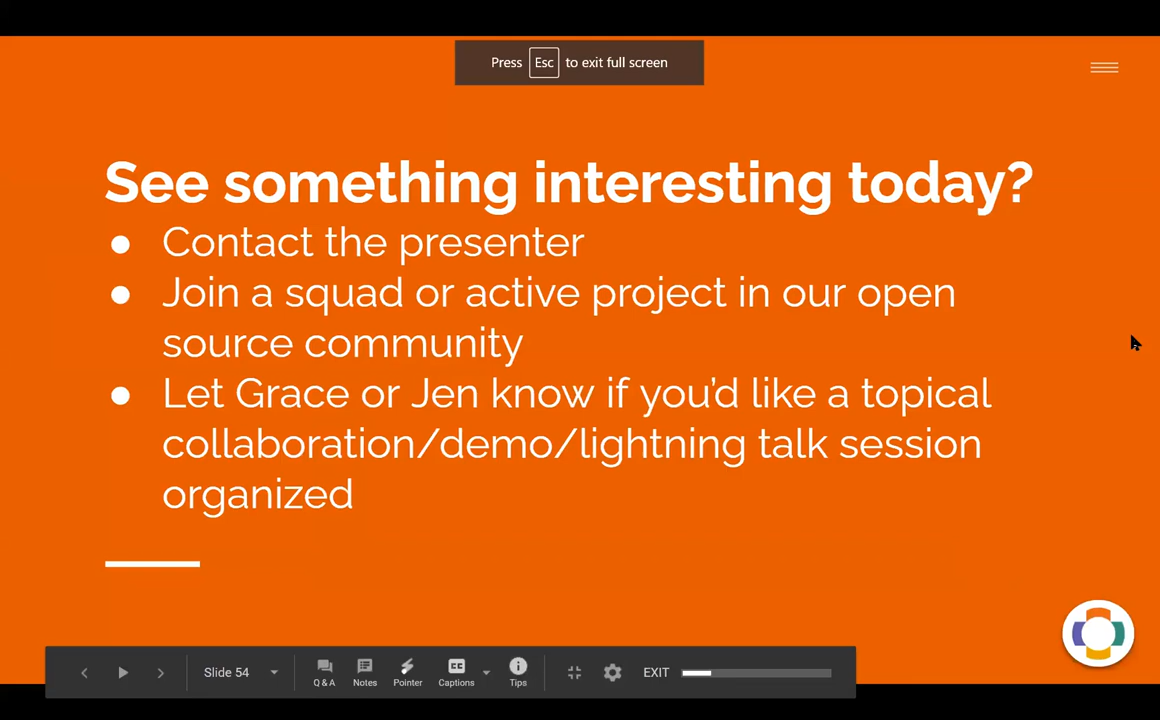 Press Esc to exit full screen
See something interesting today?
● Contact the presenter
● Join a squad or active project in our open
source community
● Let Grace or Jen know if you'd like a topical
collaboration/demo/lightning talk session
organized
Slide 54
Q & A
Notes
Pointer
CC
Captions
Tips
EXIT